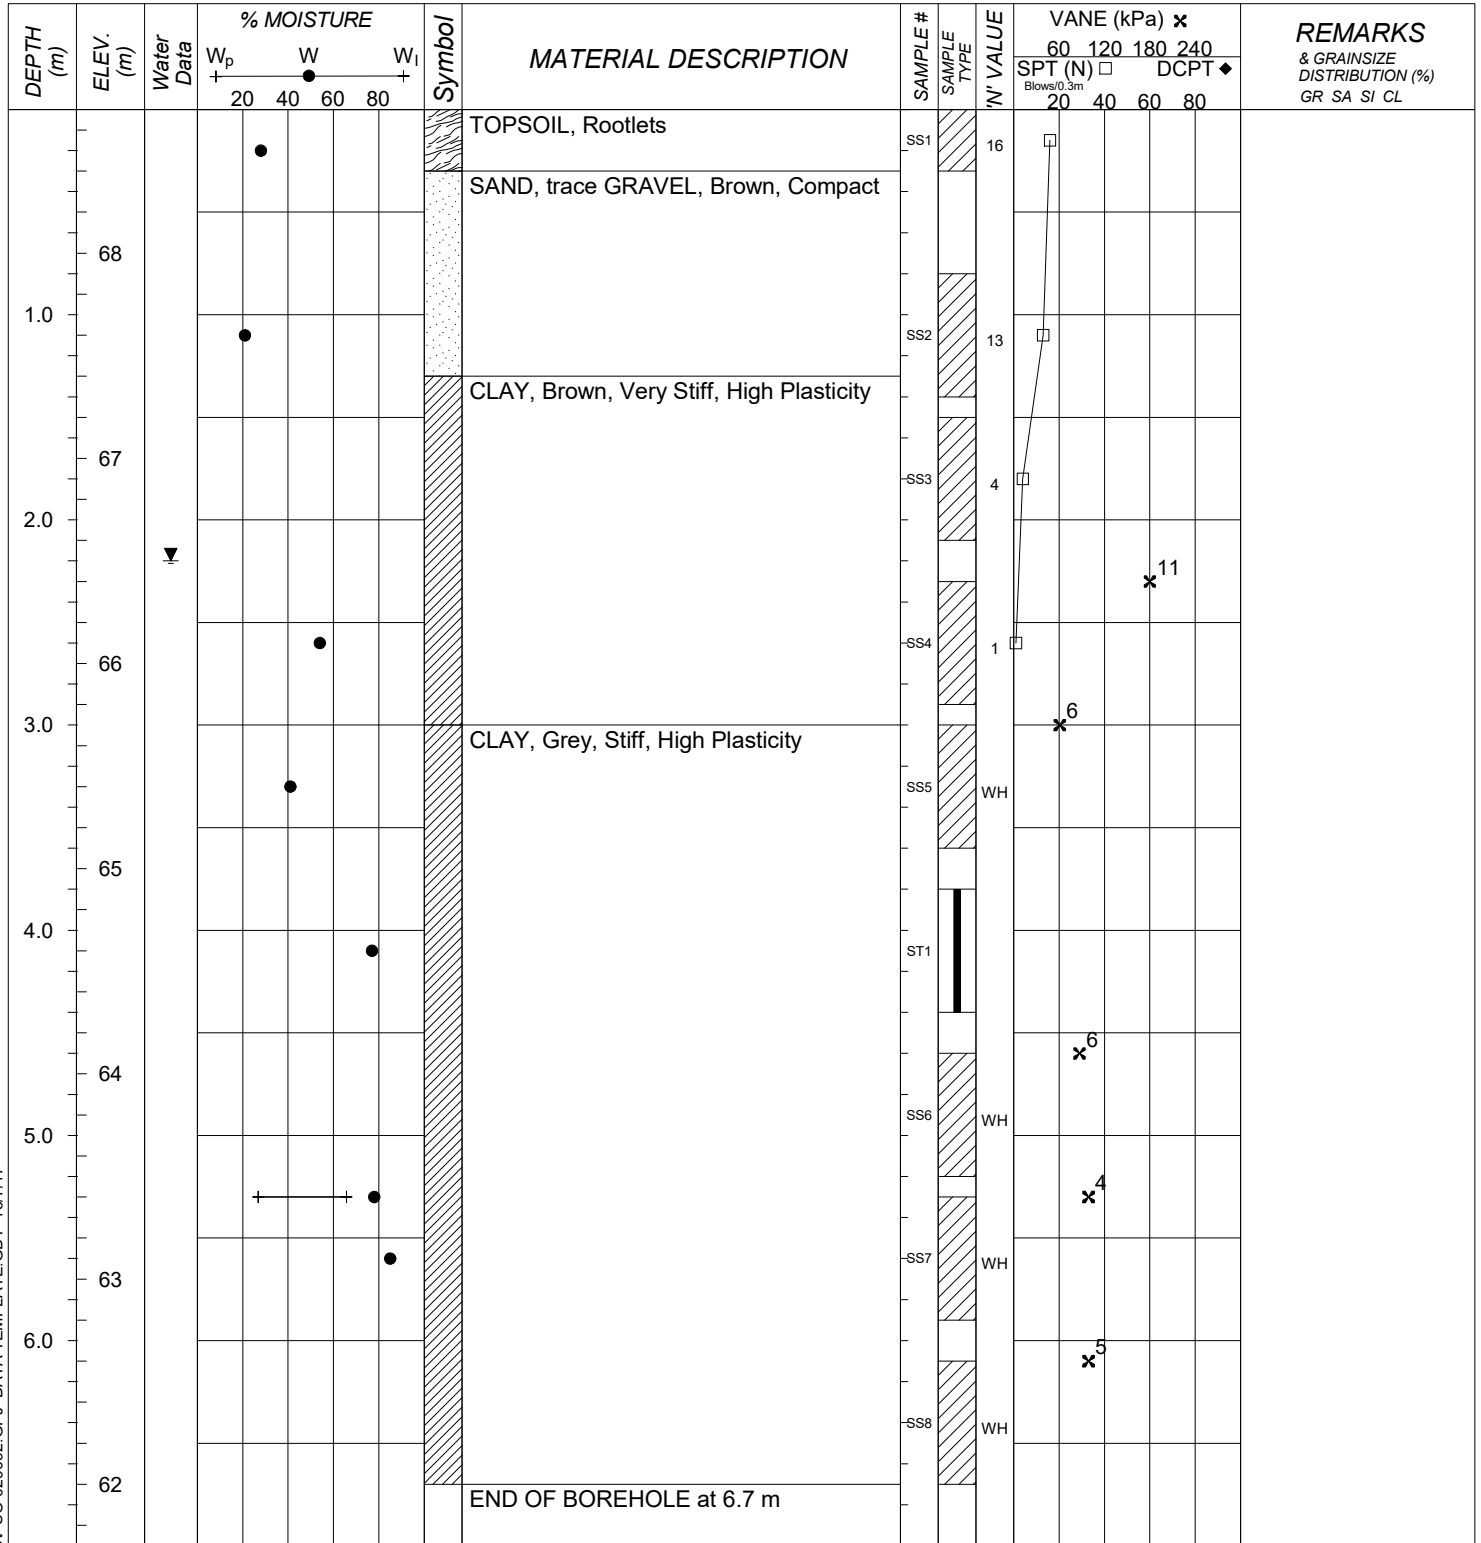 DEPTH (m)
ELEV. (m)
Water Data
% MOISTURE
Wp W Wl
20 40 60 80
Symbol
MATERIAL DESCRIPTION
SAMPLE #
SAMPLE TYPE
'N' VALUE
VANE (kPa)
60 120 180 240
SPT (N) □ DCPT ◆
Blows/0.3m
20 40 60 80
REMARKS
& GRAINSIZE
DISTRIBUTION (%)
GR SA SI CL
TOPSOIL, Rootlets
SS1
16
SAND, trace GRAVEL, Brown, Compact
68
1.0
SS2
13
CLAY, Brown, Very Stiff, High Plasticity
67
SS3
4
2.0
11
SS4
1
66
6
3.0
CLAY, Grey, Stiff, High Plasticity
SS5
WH
65
4.0
ST1
6
64
SS6
WH
5.0
4
SS7
WH
63
6.0
5
SS8
WH
62
END OF BOREHOLE at 6.7 m